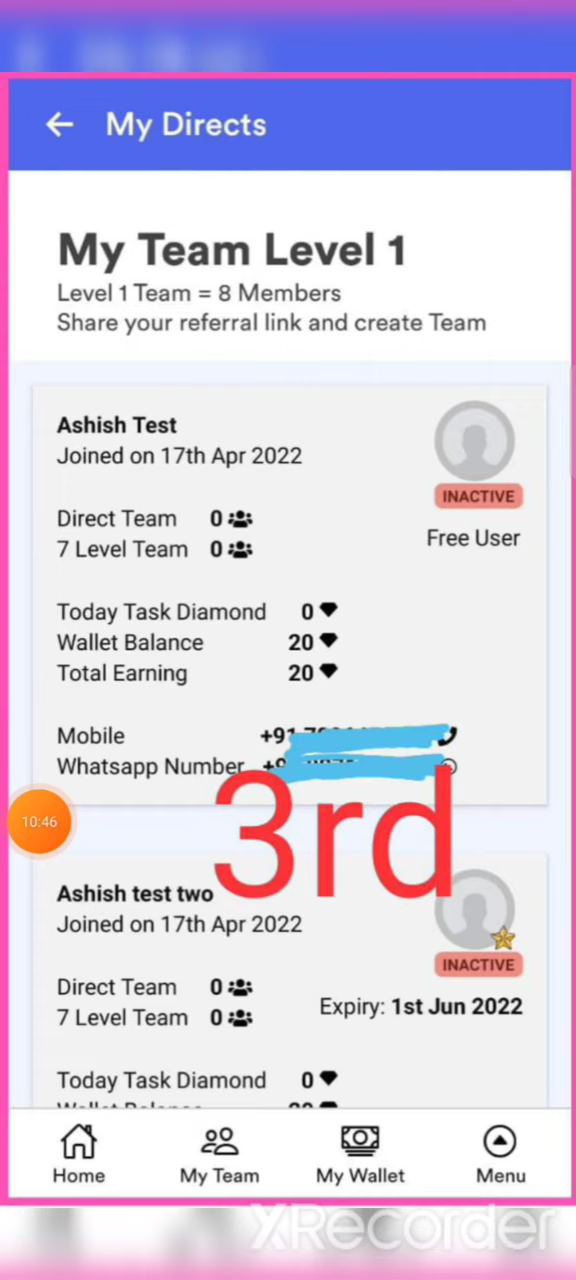 My Directs
My Team Level 1
Level 1 Team = 8 Members
Share your referral link and create Team
Ashish Test
Joined on 17th Apr 2022
INACTIVE
Direct Team 0
Free User
7 Level Team 0
Today Task Diamond 0
Wallet Balance 20
Total Earning 20
Mobile +91
Whatsapp Number
10:46
3rd
Ashish test two
Joined on 17th Apr 2022
INACTIVE
Direct Team 0
Expiry: 1st Jun 2022
7 Level Team 0
Today Task Diamond 0
Home
My Team
My Wallet
Menu
XRecorder